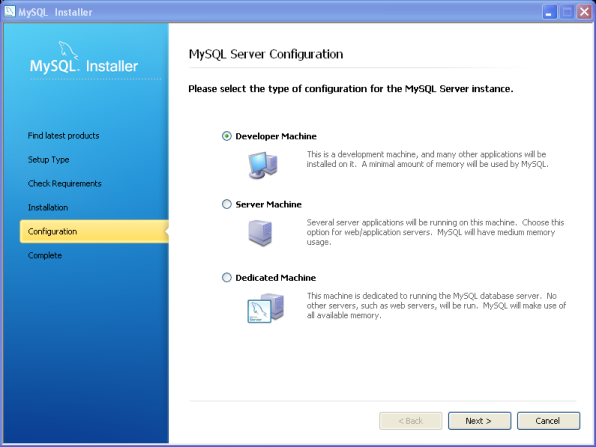 MySQL Installer
MySQL Server Configuration
MySQL. Installer
Please select the type of configuration for the MySQL Server instance.
Find latest products
Setup Type
Check Requirements
Installation
Configuration
Complete
Developer Machine
This is a development machine, and many other applications will be
installed on it. A minimal amount of memory will be used by MySQL.
Server Machine
Several server applications will be running on this machine. Choose this
option for web/application servers. MySQL will have medium memory
usage.
Dedicated Machine
This machine is dedicated to running the MySQL database server. No
other servers, such as web servers, will be run. MySQL will make use of
all available memory.
< Back
Next >
Cancel